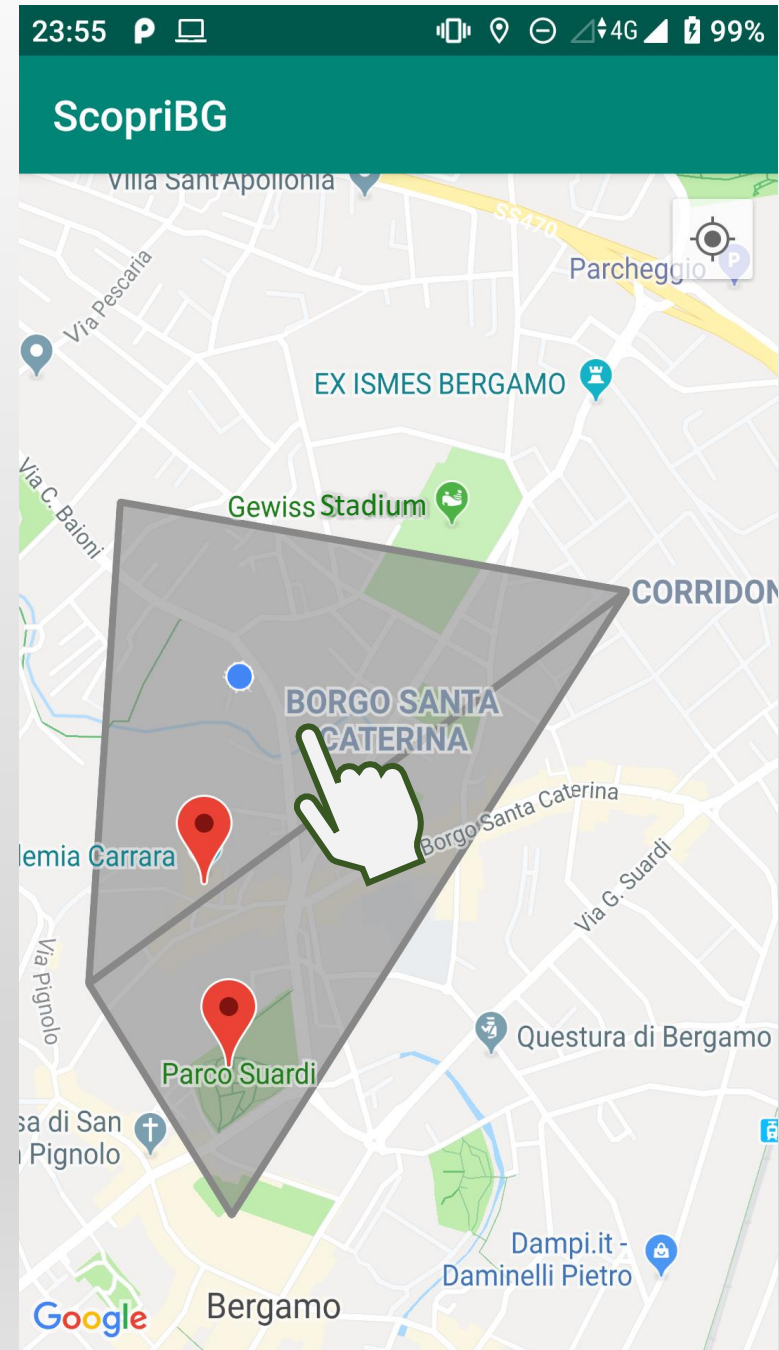 23:55
4G
99%
ScopriBG
Villa Sant'Apollonia
SS470
Via Pescaria
Parcheggio
P
EX ISMES BERGAMO
Via C. Baioni
Gewiss Stadium
CORRIDON
BORGO SANTA
CATERINA
Borgo Santa Caterina
demia Carrara
Via G. Suardi
Via Pignolo
Questura di Bergamo
Parco Suardi
sa di San
Pignolo
Dampi.it -
Daminelli Pietro
Bergamo
Google